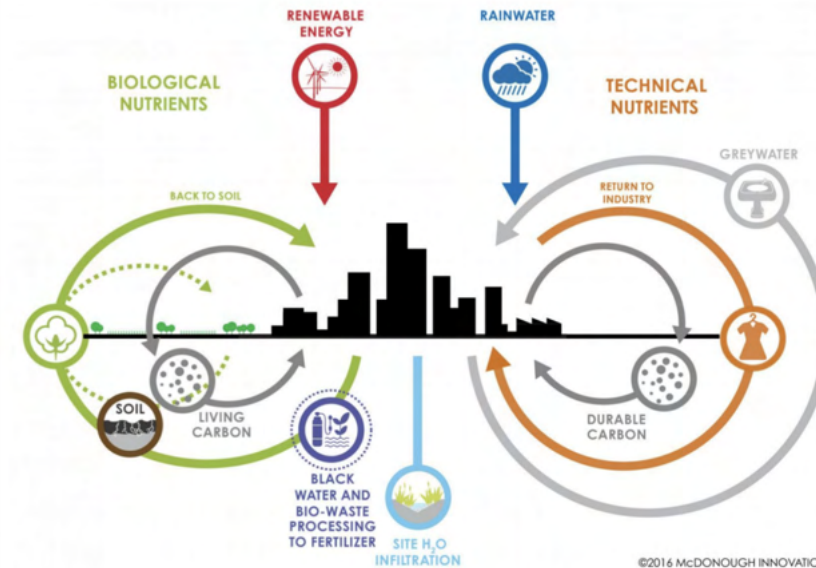 RENEWABLE
ENERGY
RAINWATER
BIOLOGICAL
NUTRIENTS
TECHNICAL
NUTRIENTS
GREYWATER
BACK TO SOIL
RETURN TO
INDUSTRY
SOIL
LIVING
CARBON
DURABLE
CARBON
BLACK
WATER AND
BIO-WASTE
PROCESSING
TO FERTILIZER
SITE H₂O
INFILTRATION
©2016 McDONOUGH INNOVATIO